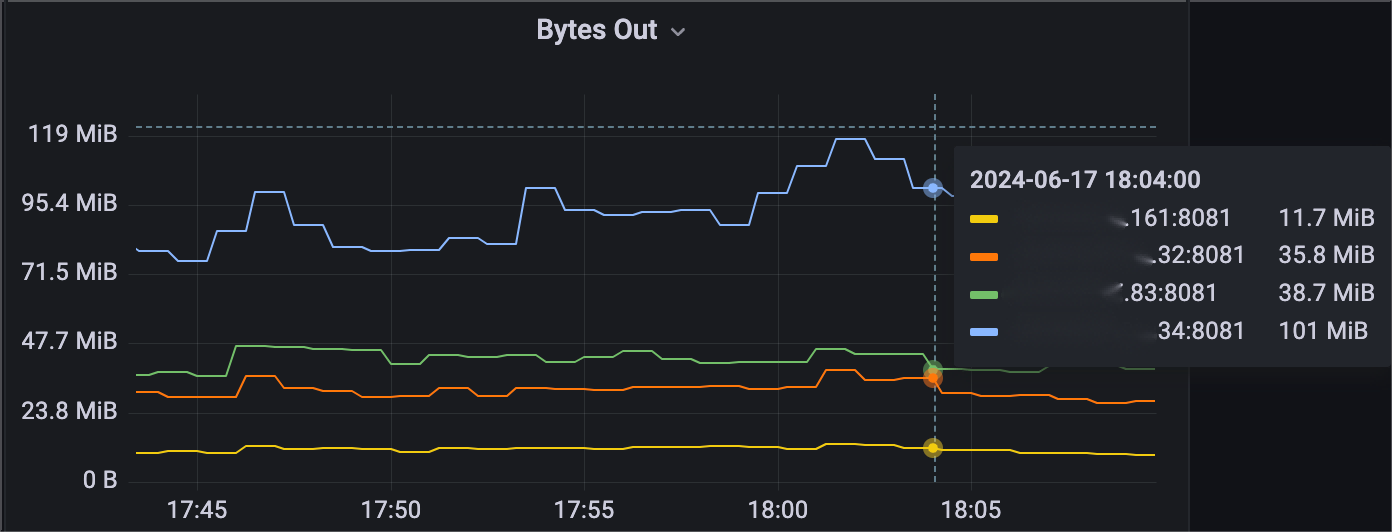 Bytes Out
119 MiB
95.4 MiB
71.5 MiB
47.7 MiB
23.8 MiB
0 B
17:45 17:50 17:55 18:00 18:05
2024-06-17 18:04:00
.161:8081 11.7 MiB
.32:8081 35.8 MiB
.83:8081 38.7 MiB
34:8081 101 MiB